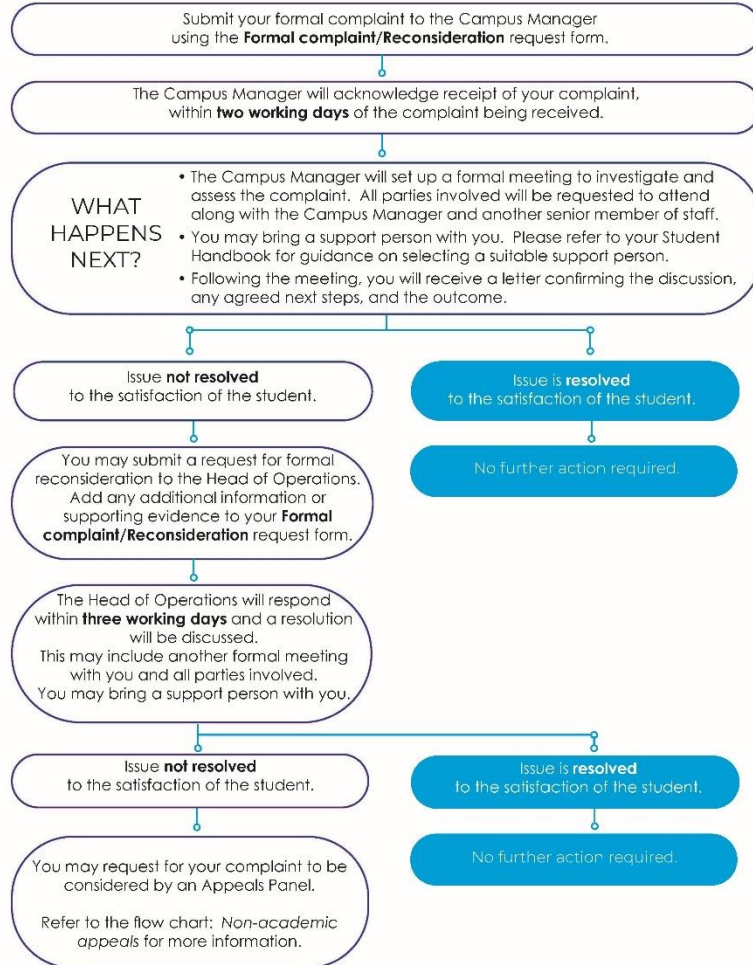 Submit your formal complaint to the Campus Manager
using the Formal complaint/Reconsideration request form.
The Campus Manager will acknowledge receipt of your complaint,
within two working days of the complaint being received.
WHAT
HAPPENS
NEXT?
• The Campus Manager will set up a formal meeting to investigate and
assess the complaint. All parties involved will be requested to attend
along with the Campus Manager and another senior member of staff.
• You may bring a support person with you. Please refer to your Student
Handbook for guidance on selecting a suitable support person.
• Following the meeting, you will receive a letter confirming the discussion,
any agreed next steps, and the outcome.
Issue not resolved
to the satisfaction of the student.
Issue is resolved
to the satisfaction of the student.
You may submit a request for formal
reconsideration to the Head of Operations.
Add any additional information or
supporting evidence to your Formal
complaint/Reconsideration request form.
No further action required.
The Head of Operations will respond
within three working days and a resolution
will be discussed.
This may include another formal meeting
with you and all parties involved.
You may bring a support person with you.
Issue not resolved
to the satisfaction of the student.
Issue is resolved
to the satisfaction of the student.
You may request for your complaint to be
considered by an Appeals Panel.
Refer to the flow chart: Non-academic
appeals for more information.
No further action required.